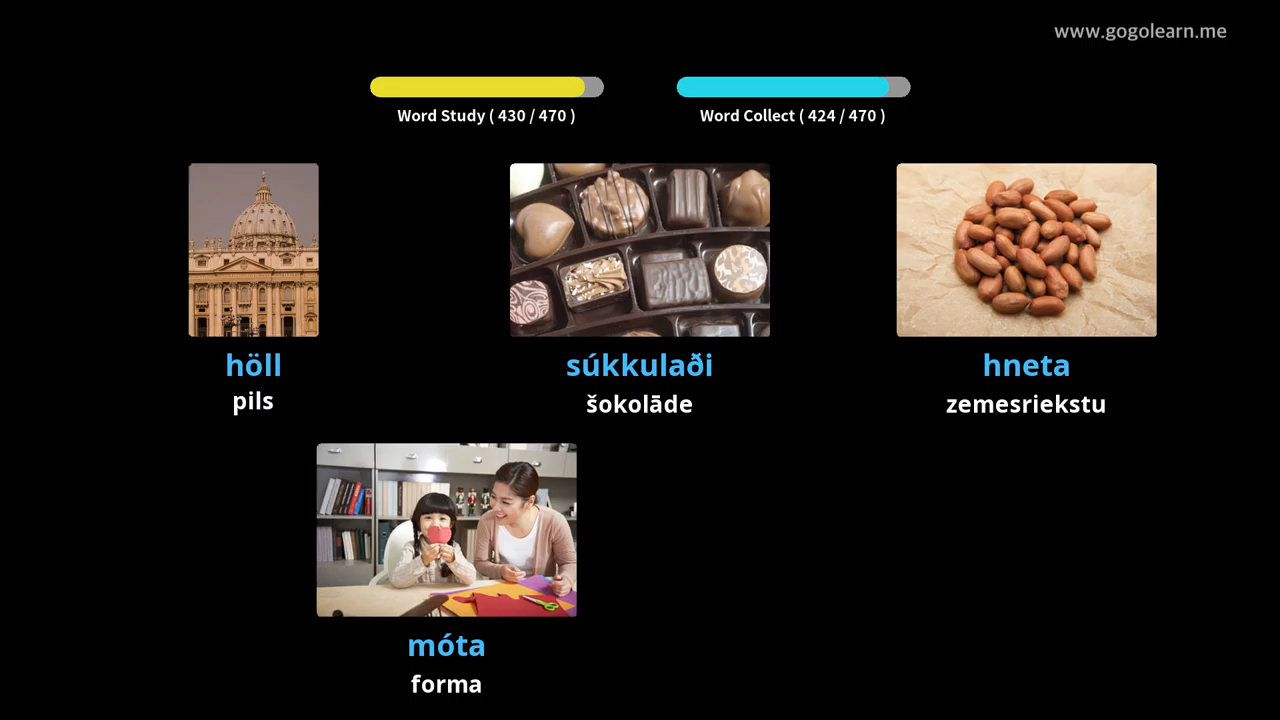 www.gogolearn.me
Word Study ( 430 / 470 )
Word Collect ( 424 / 470 )
höll
pils
súkkulaði
šokolāde
hneta
zemesriekstu
móta
forma